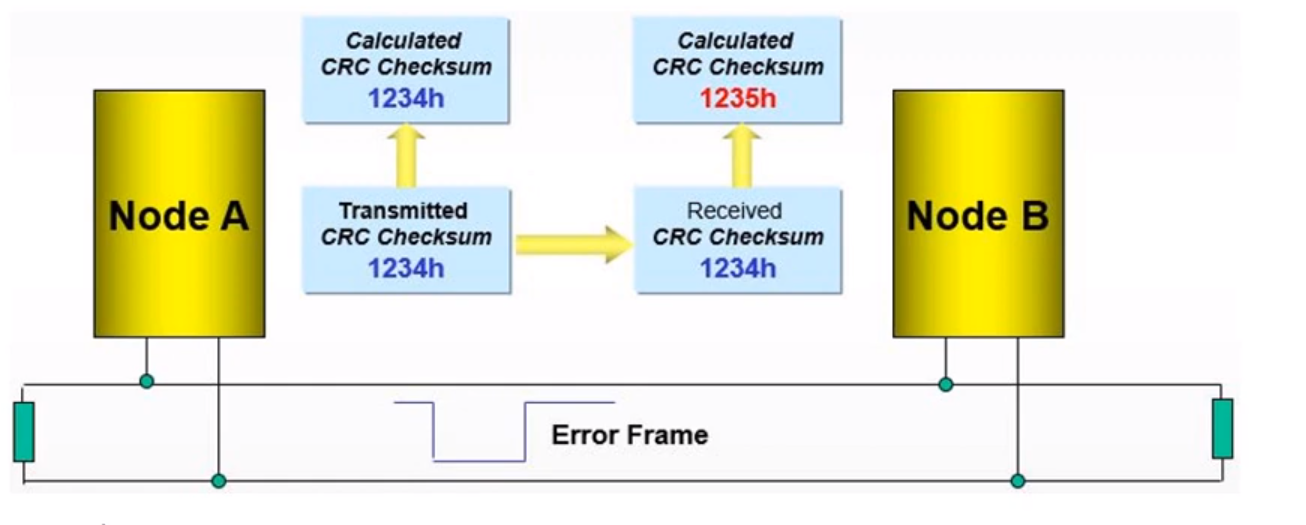 Calculated
CRC Checksum
1234h
Calculated
CRC Checksum
1235h
Node A
Transmitted
CRC Checksum
1234h
Received
CRC Checksum
1234h
Node B
Error Frame